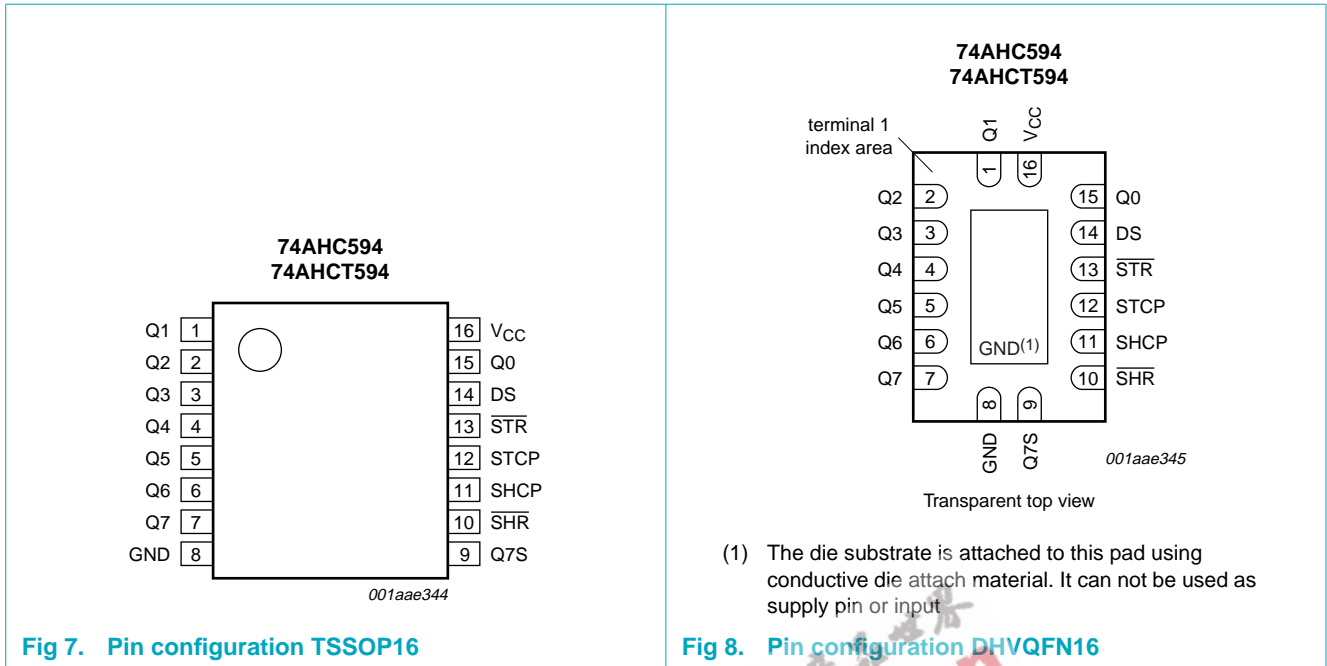 74AHC594
74AHCT594
Q1 1
Q2 2
Q3 3
Q4 4
Q5 5
Q6 6
Q7 7
GND 8
16 VCC
15 Q0
14 DS
13 STR
12 STCP
11 SHCP
10 SHR
9 Q7S
001aae344
Fig 7. Pin configuration TSSOP16
74AHC594
74AHCT594
terminal 1
index area
Q1
VCC
1
16
Q2 2
Q3 3
Q4 4
Q5 5
Q6 6
Q7 7
15 Q0
14 DS
13 STR
12 STCP
11 SHCP
10 SHR
GND(1)
8
9
GND
Q7S
001aae345
Transparent top view
(1) The die substrate is attached to this pad using
conductive die attach material. It can not be used as
supply pin or input
Fig 8. Pin configuration DHVQFN16